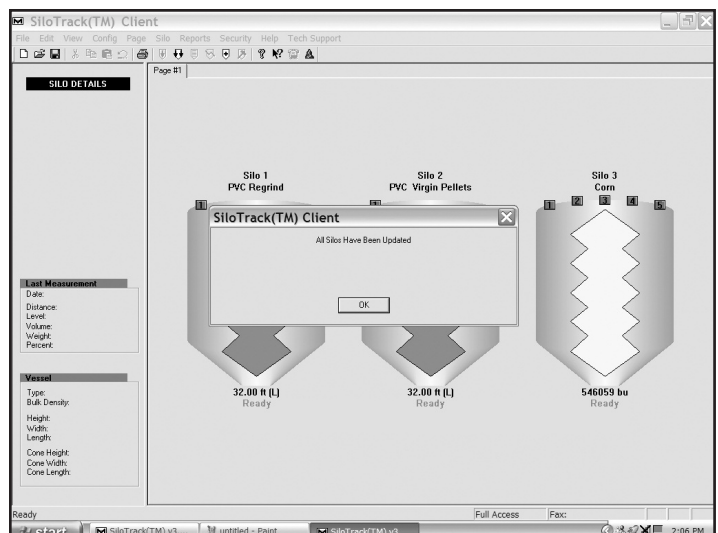 SiloTrack(TM) Client
File Edit View Config Page Silo Reports Security Help Tech Support
Page #1
SILO DETAILS
Silo 1
PVC Regrind
Silo 2
PVC Virgin Pellets
Silo 3
Corn
1
1
1 2 3 4 5
SiloTrack(TM) Client
All Silos Have Been Updated
OK
Last Measurement
Date:
Distance:
Level:
Volume:
Weight:
Percent:
Vessel
Type:
Bulk Density:
Height:
Width:
Length:
Cone Height:
Cone Width:
Cone Length:
32.00 ft (L)
Ready
32.00 ft (L)
Ready
546059 bu
Ready
Ready Full Access Fax:
start SiloTrack(TM) v3 untitled - Paint SiloTrack(TM) v3 2:06 PM